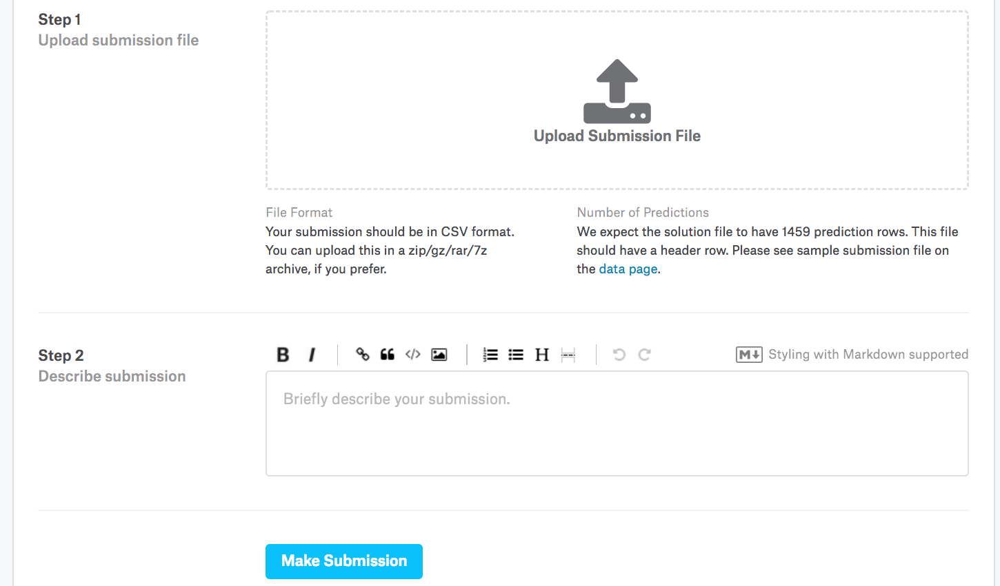 Step 1
Upload submission file
Upload Submission File
File Format
Your submission should be in CSV format.
You can upload this in a zip/gz/rar/7z
archive, if you prefer.
Number of Predictions
We expect the solution file to have 1459 prediction rows. This file
should have a header row. Please see sample submission file on
the data page.
Step 2
Describe submission
B I H M Styling with Markdown supported
Briefly describe your submission.
Make Submission